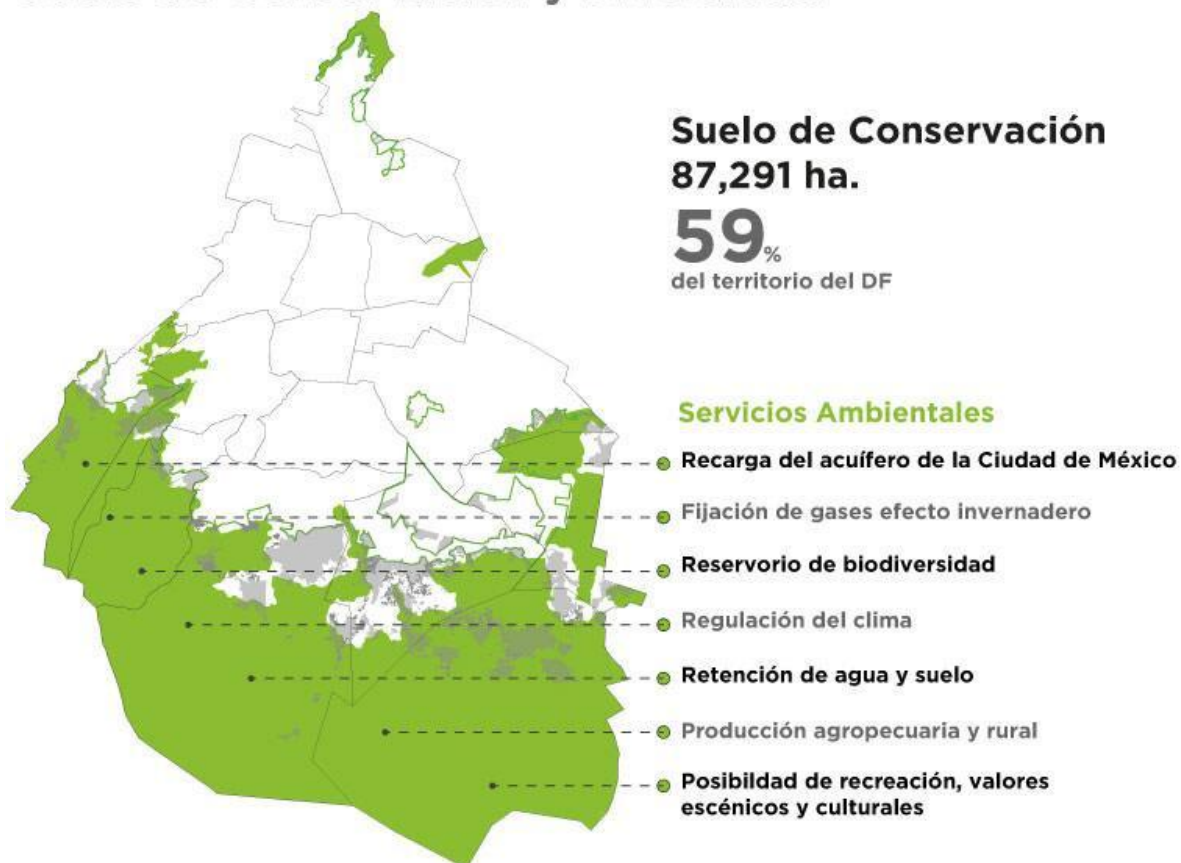 Suelo de Conservación
87,291 ha.
59%
del territorio del DF
Servicios Ambientales
Recarga del acuífero de la Ciudad de México
Fijación de gases efecto invernadero
Reservorio de biodiversidad
Regulación del clima
Retención de agua y suelo
Producción agropecuaria y rural
Posibildad de recreación, valores
escénicos y culturales